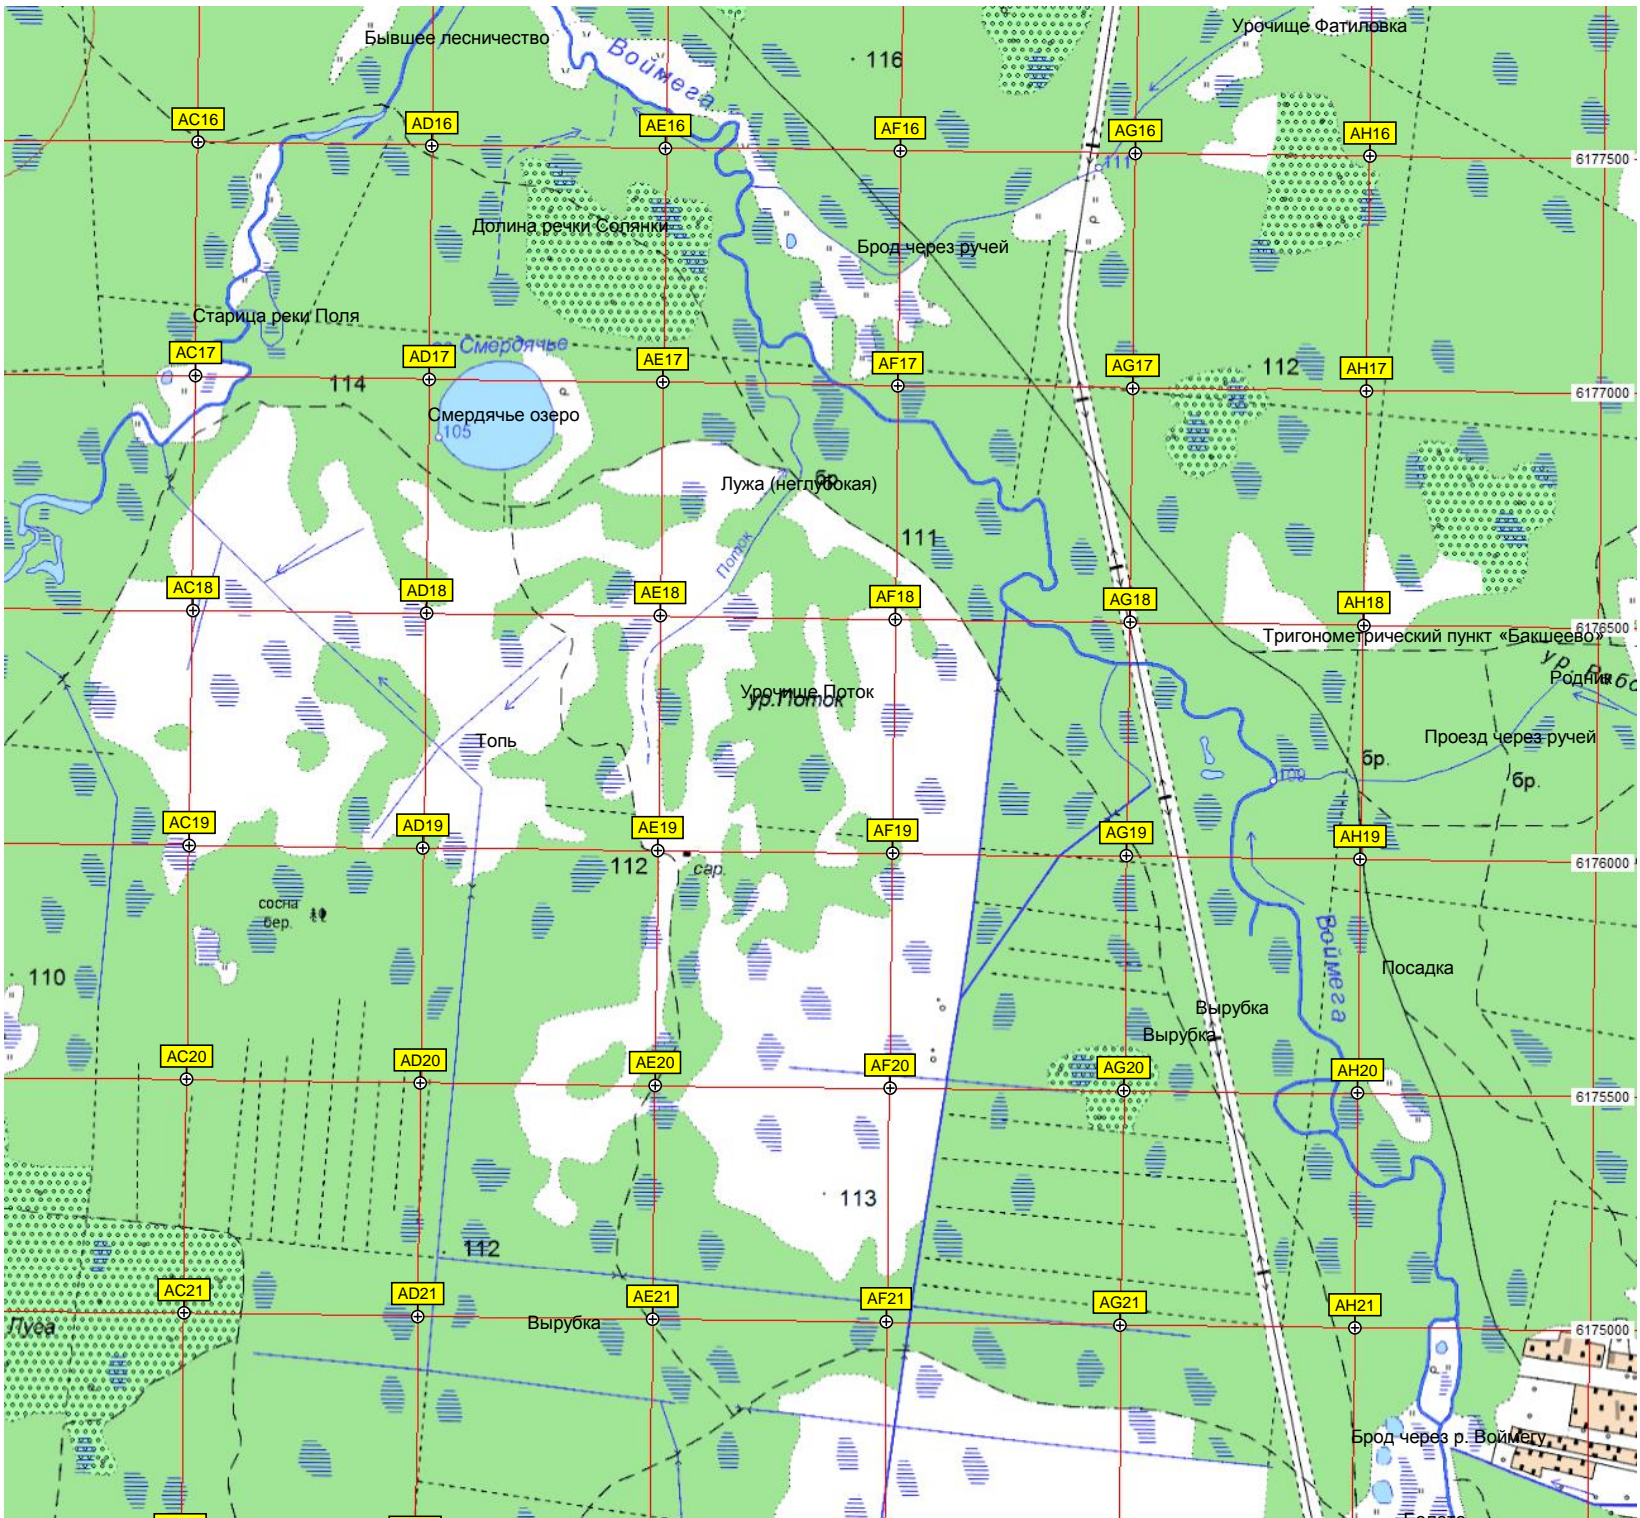 Бывшее лесничество
Урочище Фатиловка
Воймега
116
AC16
AD16
AE16
AF16
AG16
AH16
6177500
111
Долина речки Солянки
Брод через ручей
Старица реки Поля
Смердячье
AC17
AD17
AE17
AF17
AG17
AH17
112
114
6177000
Смердячье озеро
105
Лужа (неглубокая)
бр.
111
Поток
AC18
AD18
AE18
AF18
AG18
AH18
6176500
Тригонометрический пункт «Бакшеево»
Родник
Урочище Поток
ур.Поток
Топь
Проезд через ручей
бр.
109
бр.
AC19
AD19
AE19
AF19
AG19
AH19
6176000
112
сар.
сосна
бер.
Воймега
110
Посадка
Вырубка
Вырубка
AC20
AD20
AE20
AF20
AG20
AH20
6175500
113
112
AC21
AD21
AE21
AF21
AG21
AH21
6175000
Луга
Вырубка
Брод через р. Воймегу